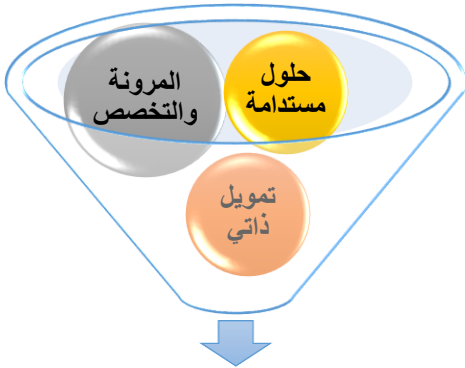 المرونة
والتخصص
حلول
مستدامة
تمويل
ذاتي